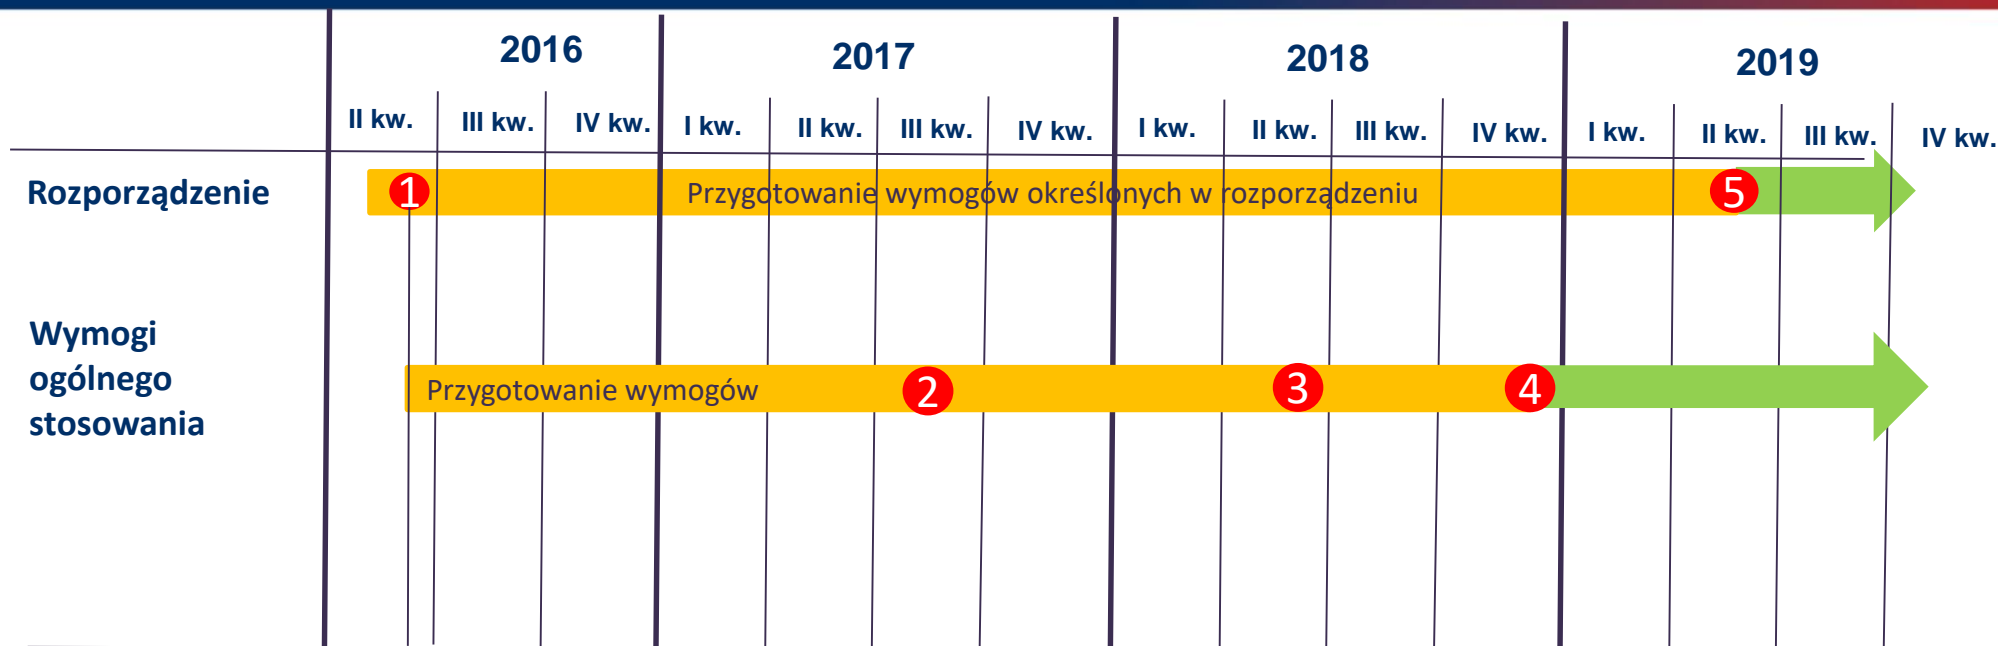 2016 2017 2018 2019
II kw. III kw. IV kw. I kw. II kw. III kw. IV kw. I kw. II kw. III kw. IV kw. I kw. II kw. III kw. IV kw.
Rozporządzenie
1 Przygotowanie wymogów określonych w rozporządzeniu 5
Wymogi
ogólnego
stosowania
Przygotowanie wymogów 2 3 4